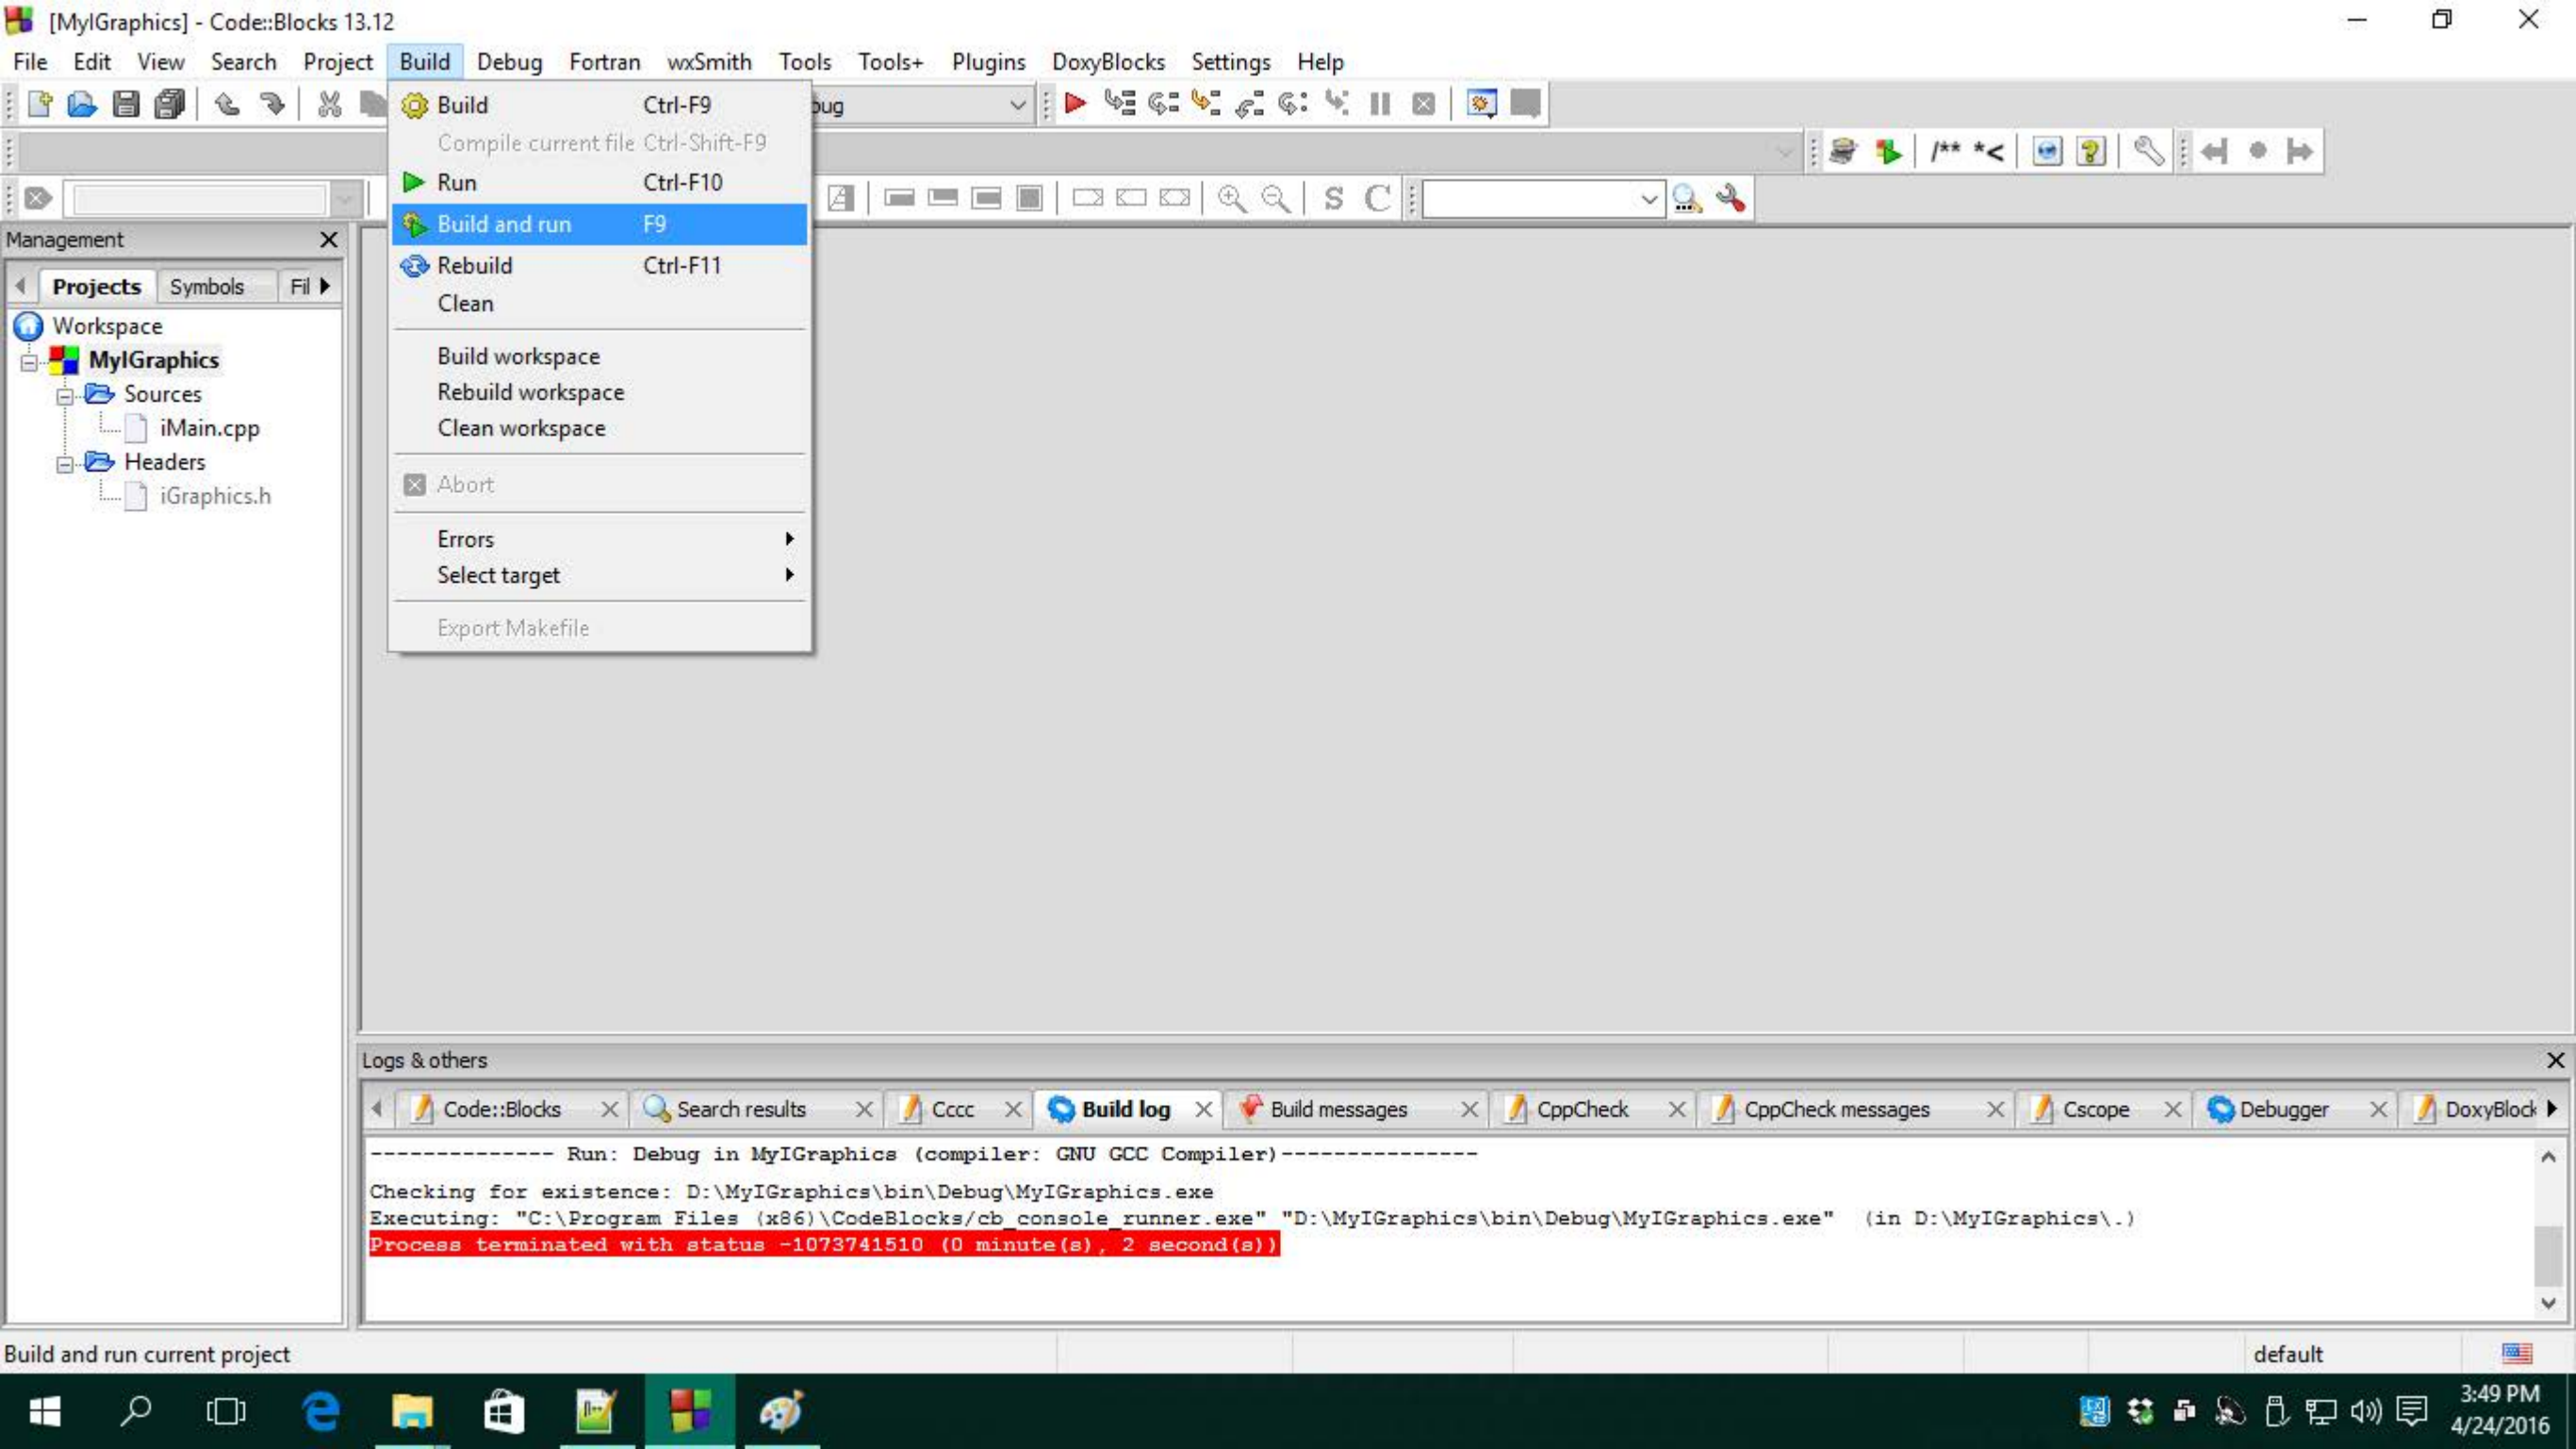 [MyIGraphics] - Code::Blocks 13.12
File Edit View Search Project Build Debug Fortran wxSmith Tools Tools+ Plugins DoxyBlocks Settings Help
Build Ctrl-F9
bug
Compile current file Ctrl-Shift-F9
/** *<
Run Ctrl-F10
S C
Build and run F9
Management
Rebuild Ctrl-F11
Projects Symbols Fil
Clean
Workspace
MyIGraphics
Sources
iMain.cpp
Headers
iGraphics.h
Build workspace
Rebuild workspace
Clean workspace
Abort
Errors
Select target
Export Makefile
Logs & others
Code::Blocks Search results Cccc Build log Build messages CppCheck CppCheck messages Cscope Debugger DoxyBlock
-------------- Run: Debug in MyIGraphics (compiler: GNU GCC Compiler)---------------
Checking for existence: D:\MyIGraphics\bin\Debug\MyIGraphics.exe
Executing: "C:\Program Files (x86)\CodeBlocks/cb_console_runner.exe" "D:\MyIGraphics\bin\Debug\MyIGraphics.exe" (in D:\MyIGraphics\.)
Process terminated with status -1073741510 (0 minute(s), 2 second(s))
Build and run current project
default
3:49 PM
4/24/2016